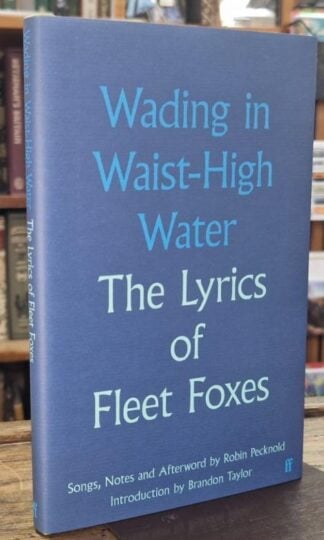 Wading in
Waist-High
Water
The Lyrics
of
Fleet Foxes
Songs, Notes and Afterword by Robin Pecknold
Introduction by Brandon Taylor
ff
Wading in Waist-High Water The Lyrics of Fleet Foxes
ff